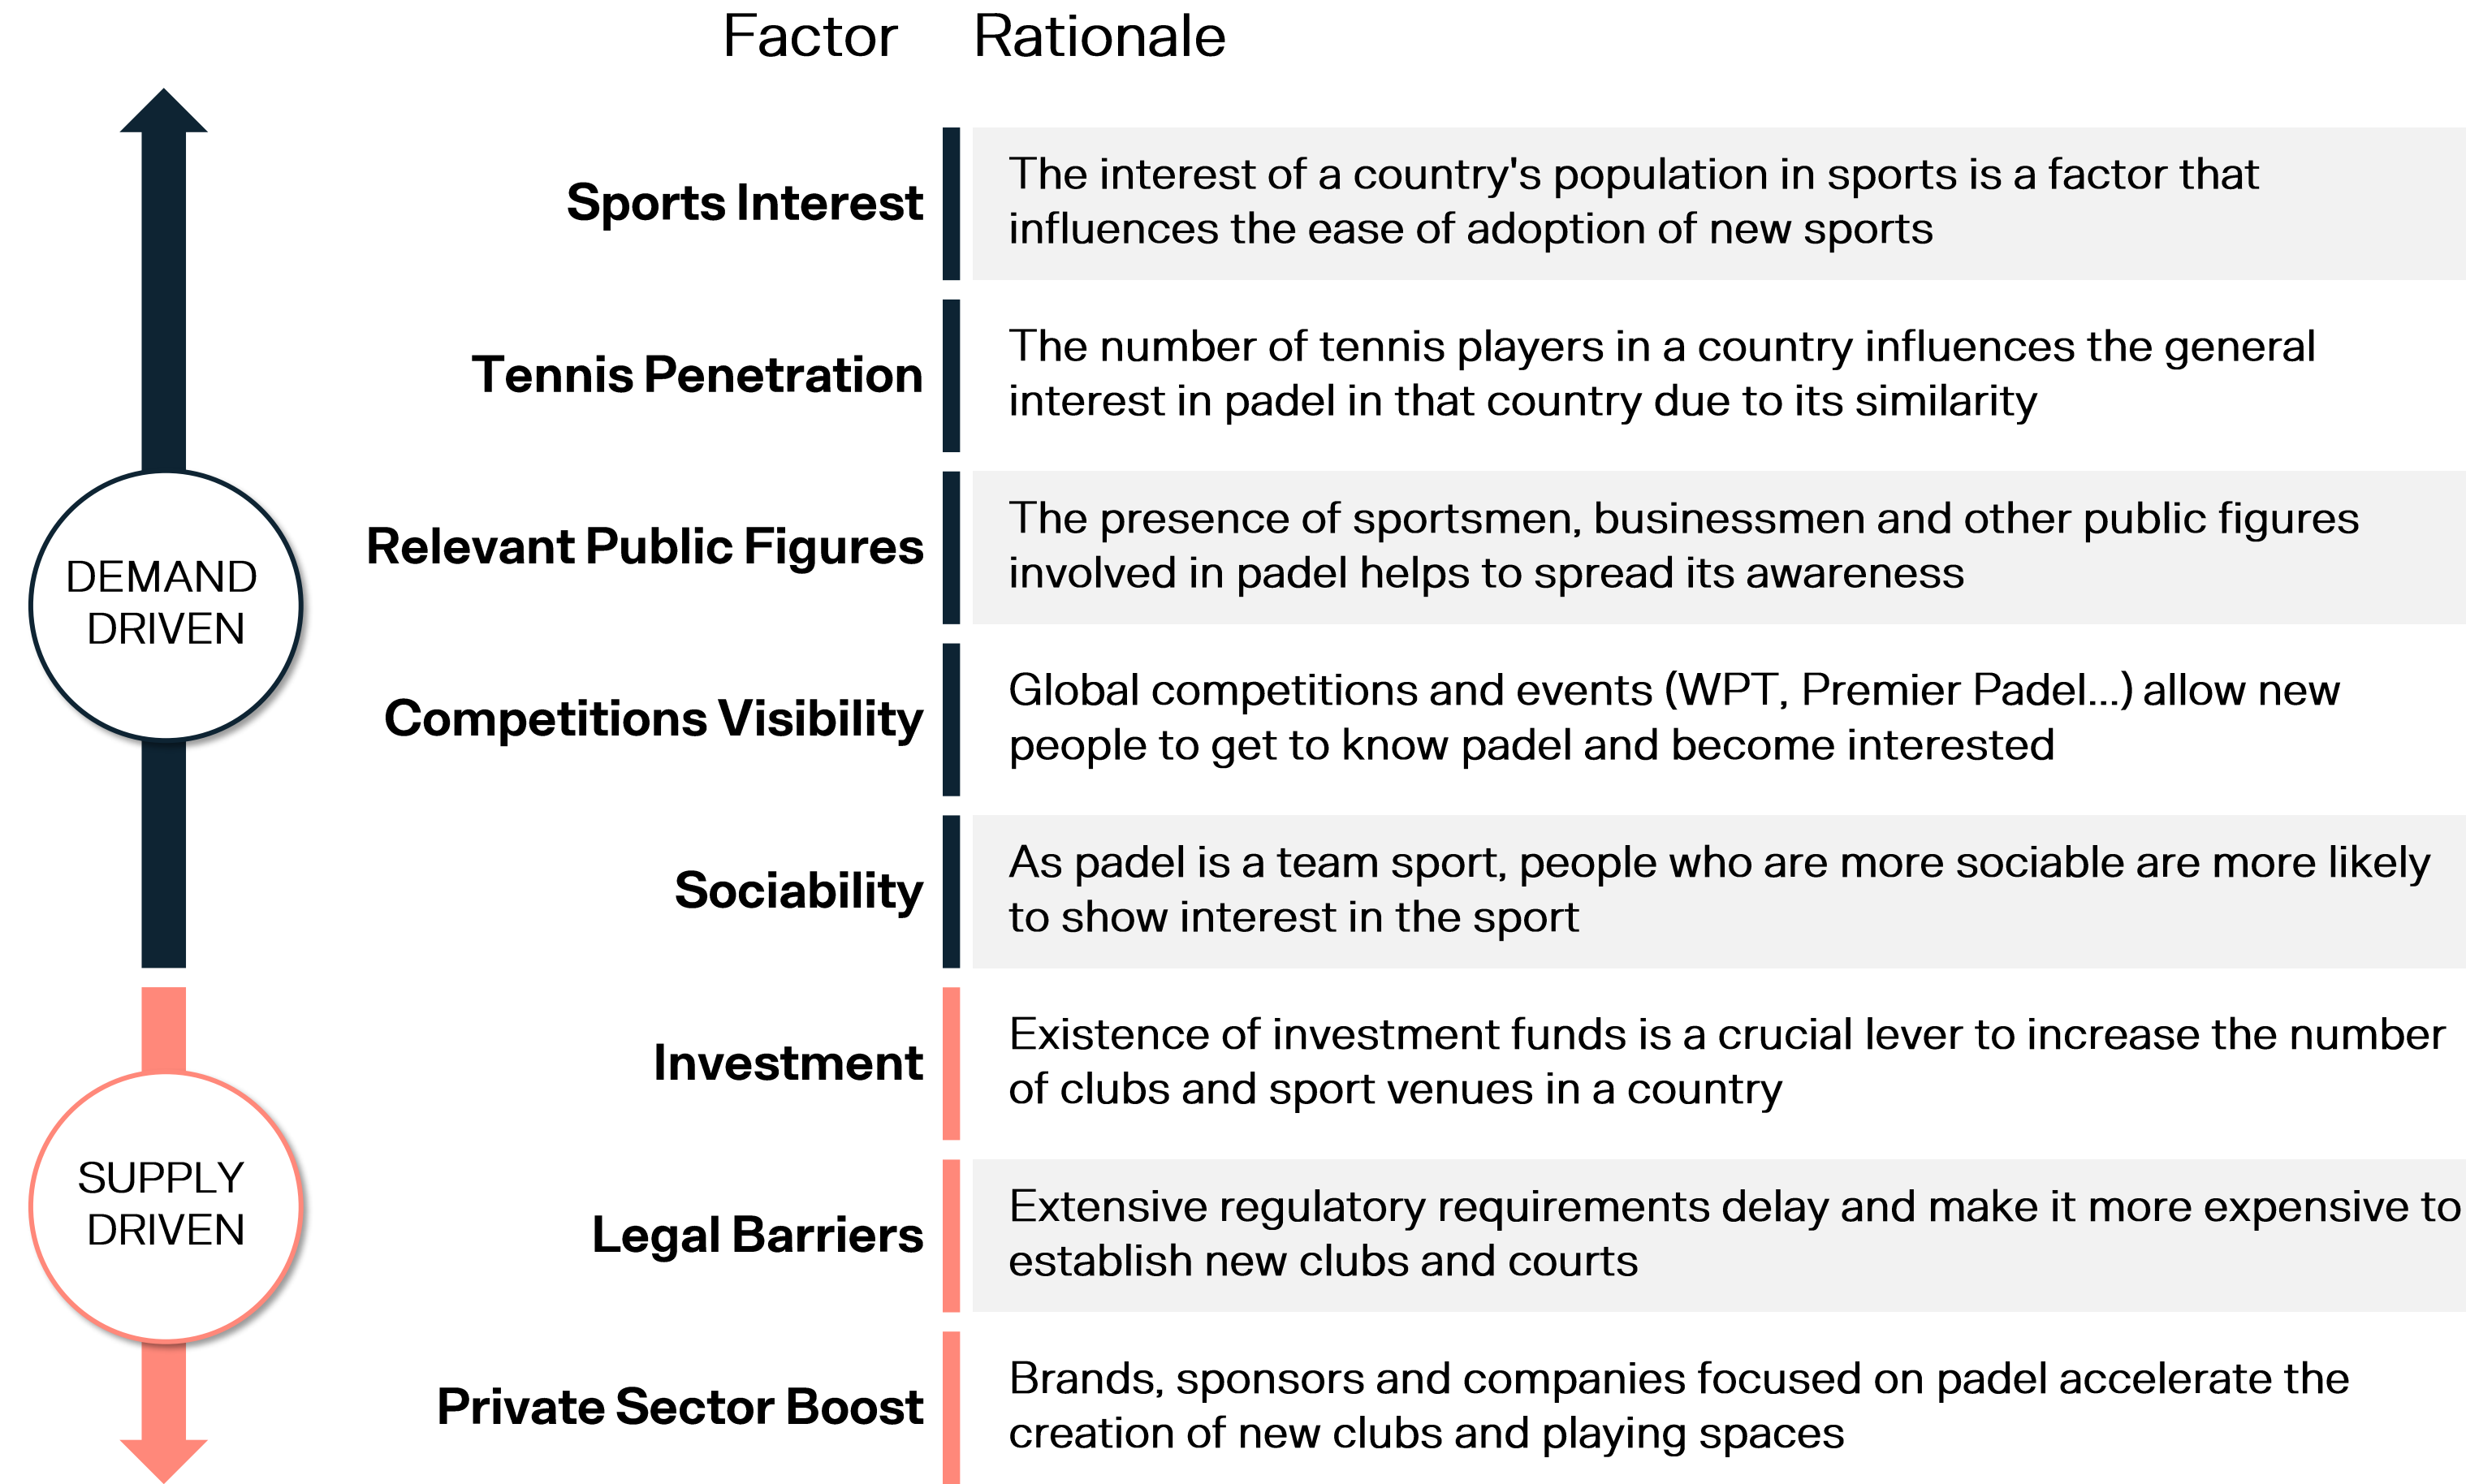 Factor
Rationale
Sports Interest
The interest of a country's population in sports is a factor that
influences the ease of adoption of new sports
Tennis Penetration
The number of tennis players in a country influences the general
interest in padel in that country due to its similarity
Relevant Public Figures
The presence of sportsmen, businessmen and other public figures
involved in padel helps to spread its awareness
DEMAND
DRIVEN
Competitions Visibility
Global competitions and events (WPT, Premier Padel...) allow new
people to get to know padel and become interested
Sociability
As padel is a team sport, people who are more sociable are more likely
to show interest in the sport
Investment
Existence of investment funds is a crucial lever to increase the number
of clubs and sport venues in a country
SUPPLY
DRIVEN
Legal Barriers
Extensive regulatory requirements delay and make it more expensive to
establish new clubs and courts
Private Sector Boost
Brands, sponsors and companies focused on padel accelerate the
creation of new clubs and playing spaces